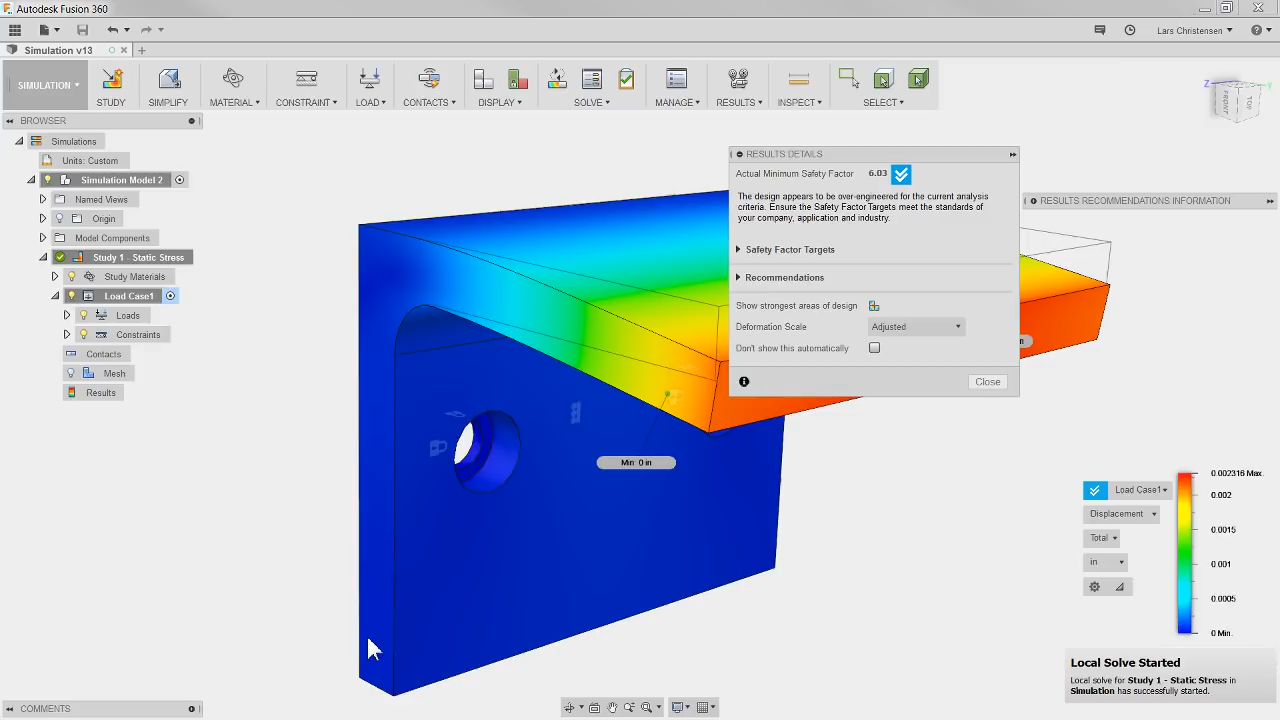 Autodesk Fusion 360
Lars Christensen
Simulation v13
SIMULATION
STUDY
SIMPLIFY
MATERIAL
CONSTRAINT
LOAD
CONTACTS
DISPLAY
SOLVE
MANAGE
RESULTS
INSPECT
SELECT
Z
Y
FRONT
TOP
BROWSER
Simulations
Units: Custom
Simulation Model 2
Named Views
Origin
Model Components
Study 1 - Static Stress
Study Materials
Load Case1
Loads
Constraints
Contacts
Mesh
Results
RESULTS DETAILS
Actual Minimum Safety Factor 6.03
The design appears to be over-engineered for the current analysis
criteria. Ensure the Safety Factor Targets meet the standards of
your company, application and industry.
Safety Factor Targets
Recommendations
Show strongest areas of design
Deformation Scale Adjusted
Don't show this automatically
Close
RESULTS RECOMMENDATIONS INFORMATION
n
Min: 0 in
Load Case1
Displacement
Total
in
0.002316 Max.
0.002
0.0015
0.001
0.0005
0 Min.
Local Solve Started
Local solve for Study 1 - Static Stress in
Simulation has successfully started.
COMMENTS